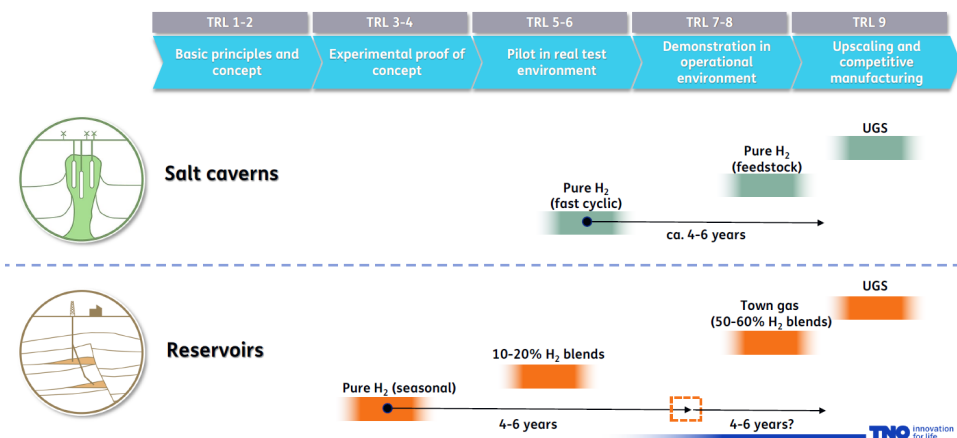 TRL 1-2
TRL 3-4
TRL 5-6
TRL 7-8
TRL 9
Basic principles and
concept
Experimental proof of
concept
Pilot in real test
environment
Demonstration in
operational
environment
Upscaling and
competitive
manufacturing
Salt caverns
UGS
Pure H₂
(feedstock)
Pure H₂
(fast cyclic)
ca. 4-6 years
Reservoirs
UGS
Town gas
(50-60% H₂ blends)
10-20% H₂ blends
Pure H₂ (seasonal)
4-6 years
4-6 years?
TNO innovation
for life